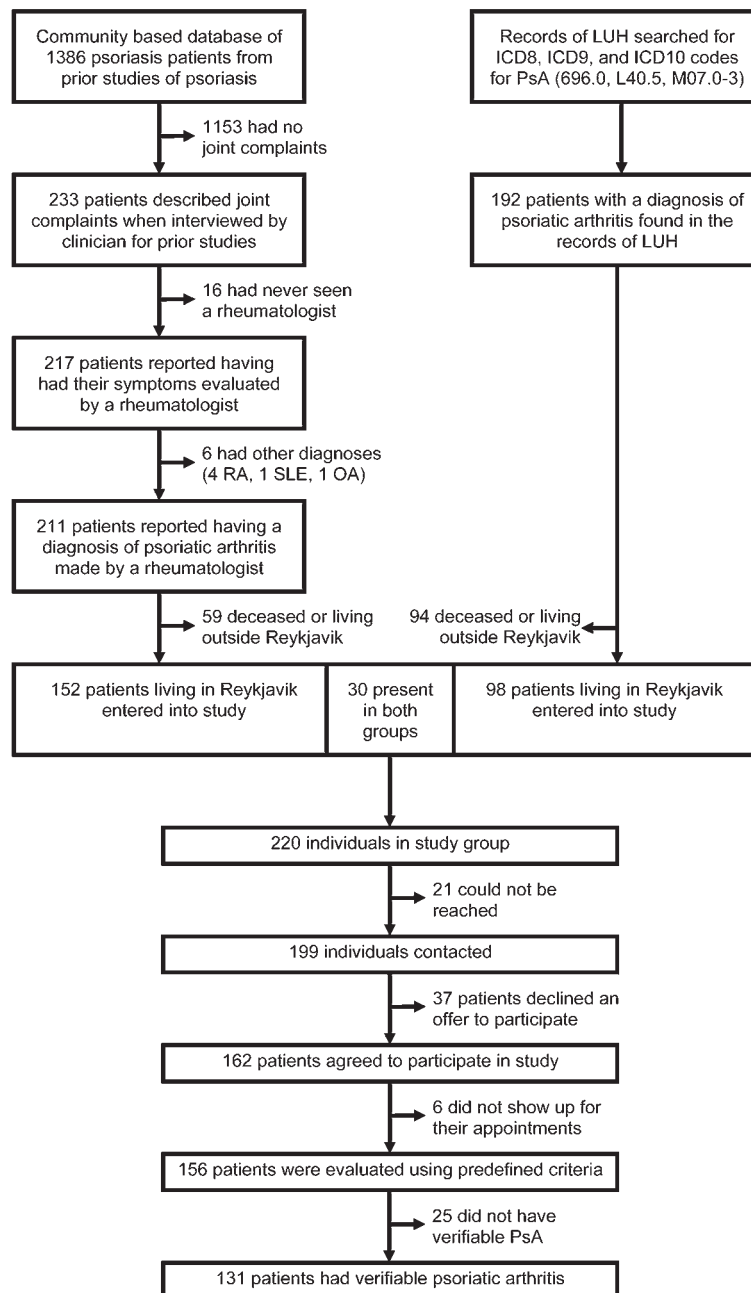 Community based database of
1386 psoriasis patients from
prior studies of psoriasis
Records of LUH searched for
ICD8, ICD9, and ICD10 codes
for PsA (696.0, L40.5, M07.0-3)
1153 had no
joint complaints
233 patients described joint
complaints when interviewed by
clinician for prior studies
192 patients with a diagnosis of
psoriatic arthritis found in the
records of LUH
16 had never seen
a rheumatologist
217 patients reported having
had their symptoms evaluated
by a rheumatologist
6 had other diagnoses
(4 RA, 1 SLE, 1 OA)
211 patients reported having a
diagnosis of psoriatic arthritis
made by a rheumatologist
59 deceased or living
outside Reykjavik
94 deceased or living
outside Reykjavik
152 patients living in Reykjavik
entered into study
30 present
in both
groups
98 patients living in Reykjavik
entered into study
220 individuals in study group
21 could not be
reached
199 individuals contacted
37 patients declined an
offer to participate
162 patients agreed to participate in study
6 did not show up for
their appointments
156 patients were evaluated using predefined criteria
25 did not have
verifiable PsA
131 patients had verifiable psoriatic arthritis